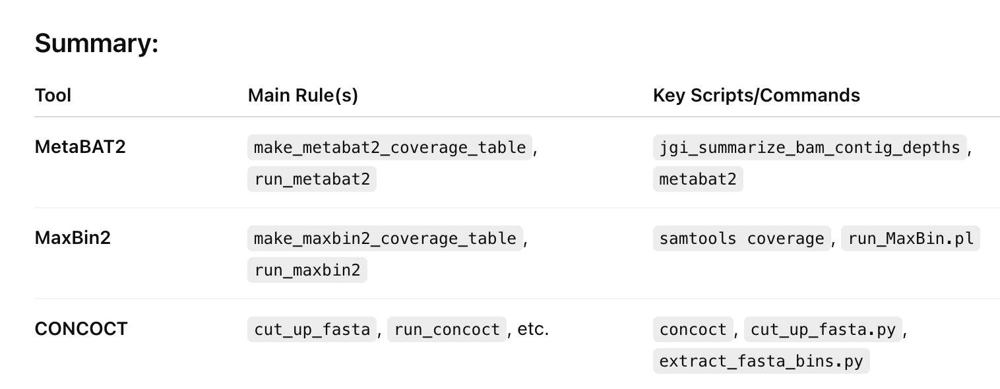 Summary:
Tool Main Rule(s) Key Scripts/Commands
MetaBAT2 make_metabat2_coverage_table, jgi_summarize_bam_contig_depths,
run_metabat2 metabat2
MaxBin2 make_maxbin2_coverage_table, samtools coverage, run_MaxBin.pl
run_maxbin2
CONCOCT cut_up_fasta, run_concoct, etc. concoct, cut_up_fasta.py,
extract_fasta_bins.py